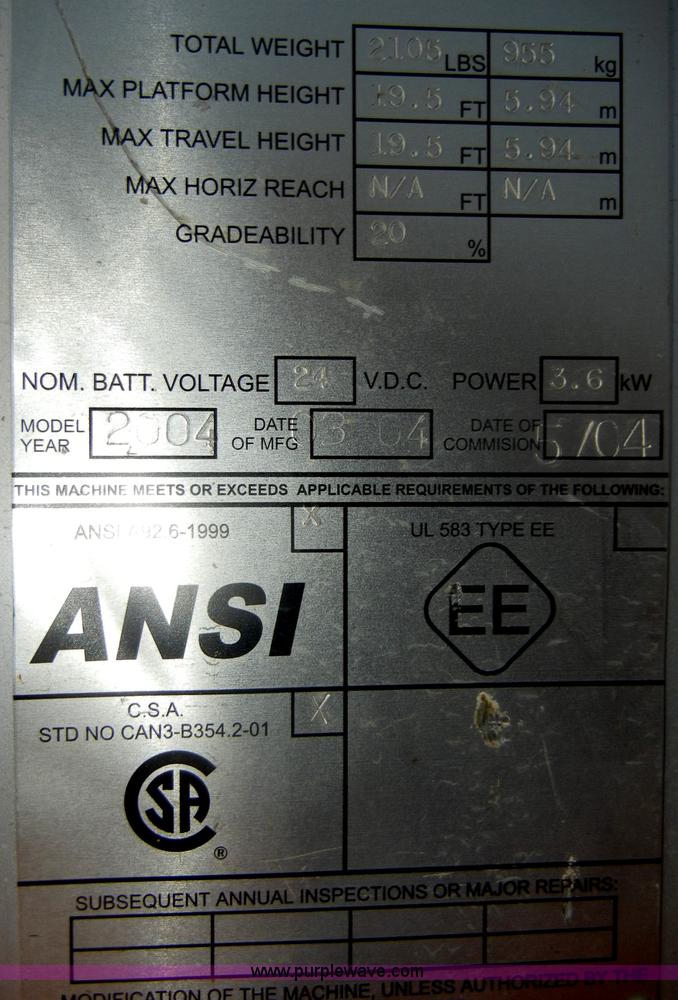 TOTAL WEIGHT 2105 LBS 955 kg
MAX PLATFORM HEIGHT 19.5 FT 5.94 m
MAX TRAVEL HEIGHT 19.5 FT 5.94 m
MAX HORIZ REACH N/A FT N/A m
GRADEABILITY 20 %
NOM. BATT. VOLTAGE 24 V.D.C. POWER 3.6 kW
MODEL YEAR 2004 DATE OF MFG 03 04 DATE OF COMMISION 5/04
THIS MACHINE MEETS OR EXCEEDS APPLICABLE REQUIREMENTS OF THE FOLLOWING:
ANSI A92.6-1999 X UL 583 TYPE EE
ANSI EE
C.S.A. X
STD NO CAN3-B354.2-01
CSA ®
SUBSEQUENT ANNUAL INSPECTIONS OR MAJOR REPAIRS:
www.purplewave.com
MODIFICATION OF THE MACHINE, UNLESS AUTHORIZED BY THE